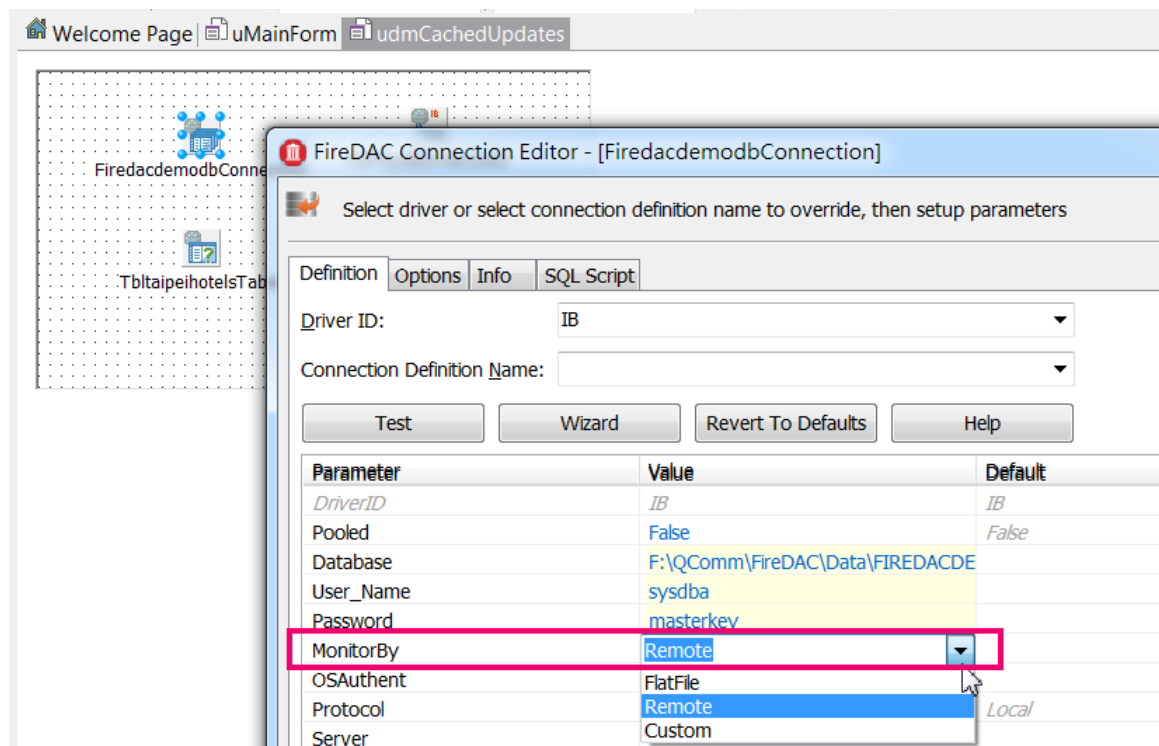 Welcome Page uMainForm udmCachedUpdates
IB
FiredacdemodbConne
TbltaipeihotelsTab
FireDAC Connection Editor - [FiredacdemodbConnection]
Select driver or select connection definition name to override, then setup parameters
Definition Options Info SQL Script
Driver ID: IB
Connection Definition Name:
Test Wizard Revert To Defaults Help
Parameter Value Default
DriverID IB IB
Pooled False False
Database F:\QComm\FireDAC\Data\FIREDACDE
User_Name sysdba
Password masterkey
MonitorBy Remote
OSAuthent FlatFile
Protocol Remote Local
Server Custom